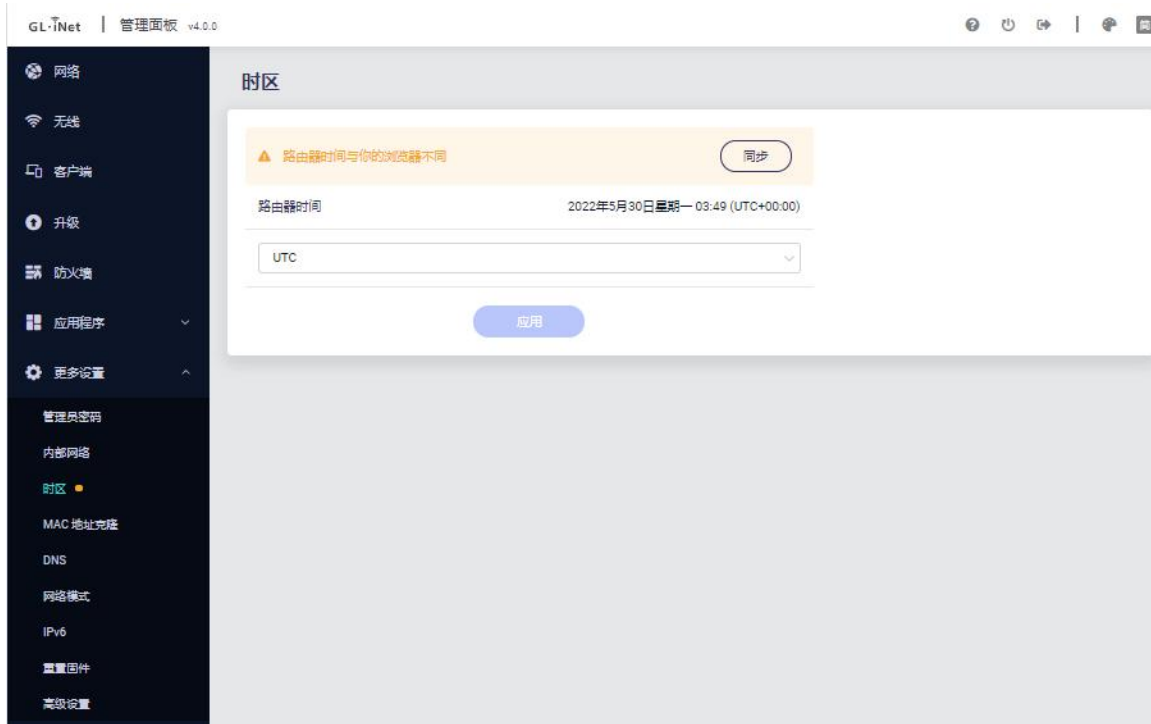 GL·iNet | 管理面板 v4.0.0
简
网络
时区
无线
路由器时间与你的浏览器不同
同步
客户端
路由器时间
2022年5月30日星期一 03:49 (UTC+00:00)
升级
UTC
防火墙
应用程序
应用
更多设置
管理员密码
内部网络
时区
MAC 地址克隆
DNS
网络模式
IPv6
重置固件
高级设置